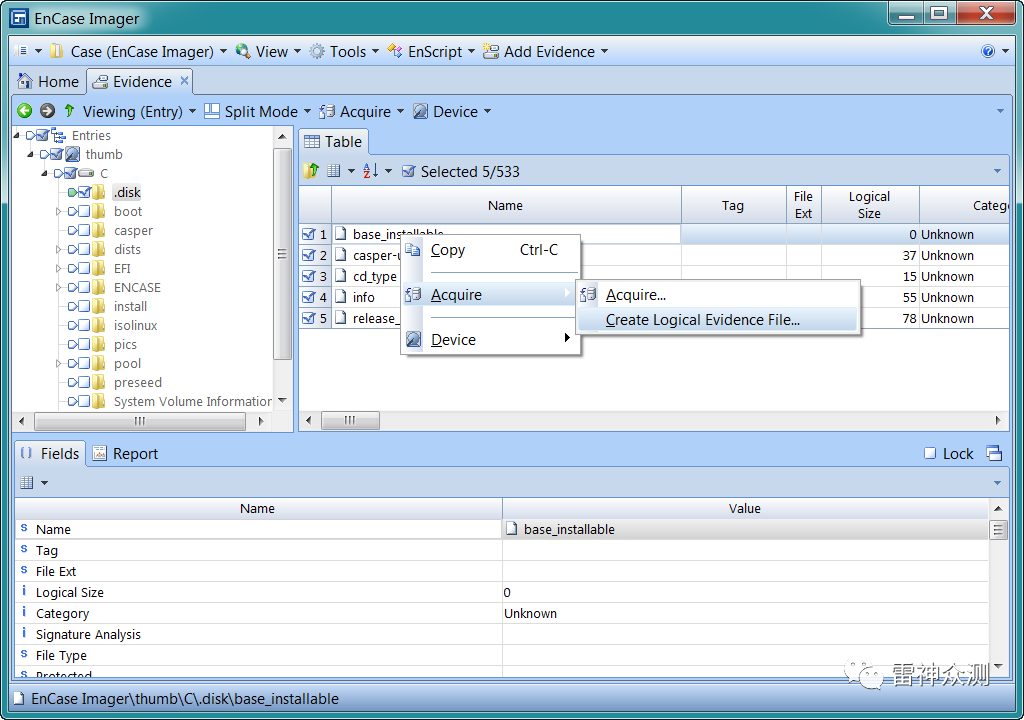 EnCase Imager
Case (EnCase Imager) View Tools EnScript Add Evidence
Home Evidence
Viewing (Entry) Split Mode Acquire Device
Entries
thumb
C
.disk
boot
casper
dists
EFI
ENCASE
install
isolinux
pics
pool
preseed
System Volume Information
Table
Selected 5/533
Name Tag File Ext Logical Size Categ
1 base_installable 0 Unknown
2 casper-u 37 Unknown
3 cd_type 15 Unknown
4 info 55 Unknown
5 release_ 78 Unknown
Copy Ctrl-C
Acquire
Device
Acquire...
Create Logical Evidence File...
Fields Report Lock
Name Value
Name base_installable
Tag
File Ext
Logical Size 0
Category Unknown
Signature Analysis
File Type
Protected
雷神众测
EnCase Imager\thumb\C\.disk\base_installable